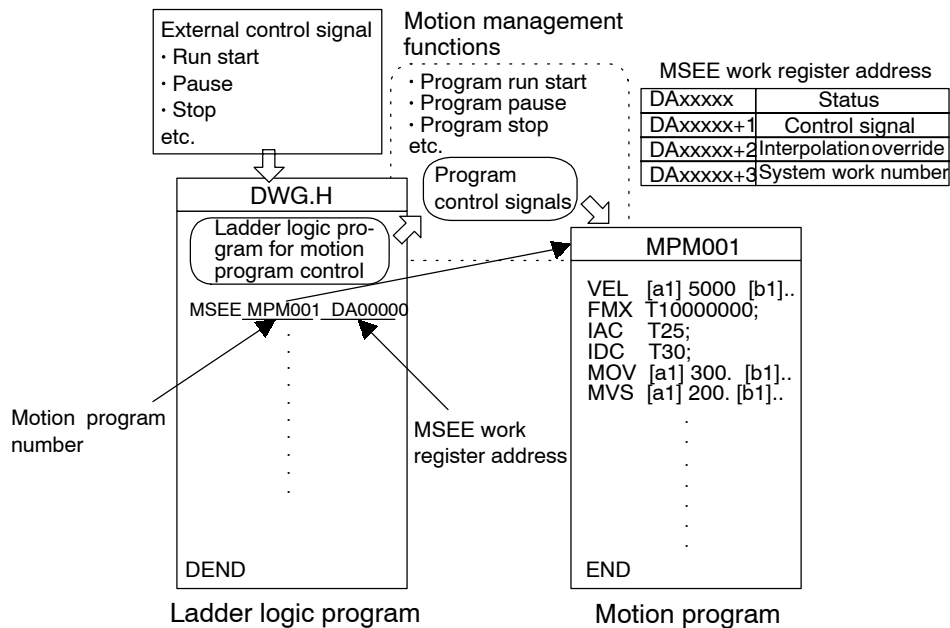 External control signal
· Run start
· Pause
· Stop
etc.
Motion management
functions
· Program run start
· Program pause
· Program stop
etc.
Program
control signals
MSEE work register address
DAxxxxx Status
DAxxxxx+1 Control signal
DAxxxxx+2 Interpolation override
DAxxxxx+3 System work number
DWG.H
Ladder logic pro-
gram for motion
program control
MSEE MPM001 DA00000
Motion program
number
MSEE work
register address
DEND
Ladder logic program
MPM001
VEL [a1] 5000 [b1]..
FMX T10000000;
IAC T25;
IDC T30;
MOV [a1] 300. [b1]..
MVS [a1] 200. [b1]..
END
Motion program